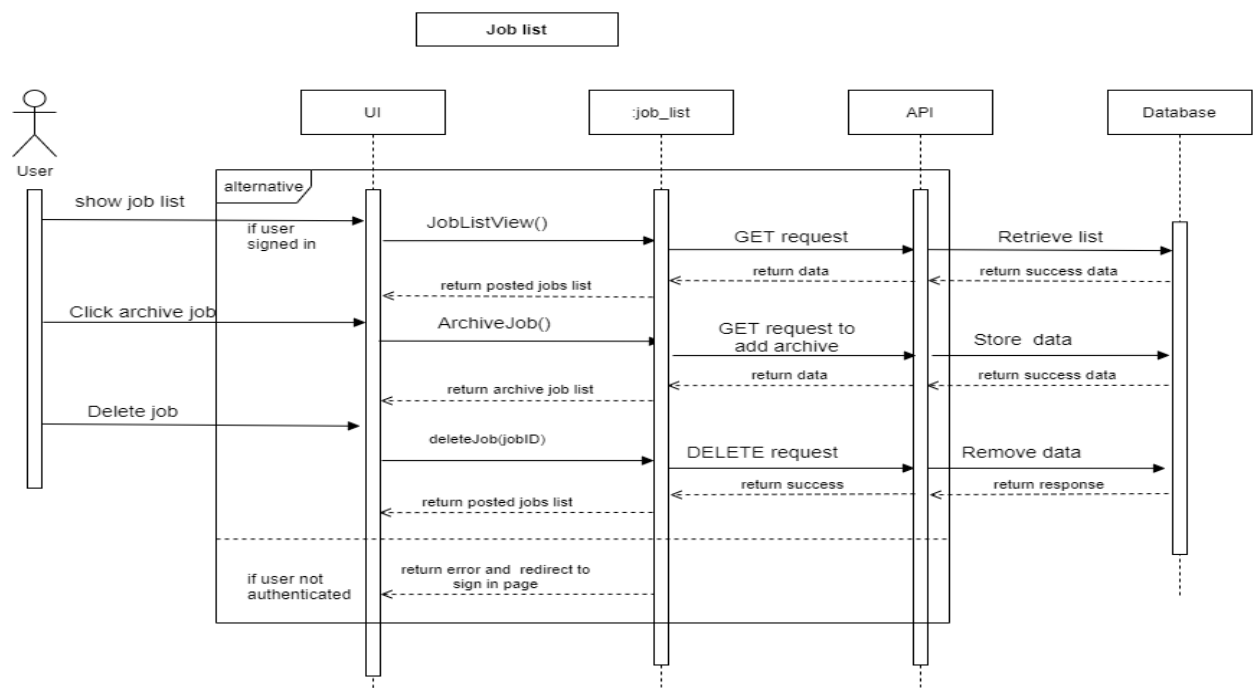 Job list
UI
:job_list
API
Database
User
alternative
show job list
if user
signed in
JobListView()
GET request
Retrieve list
return data
return success data
return posted jobs list
Click archive job
ArchiveJob()
GET request to
add archive
Store data
return data
return success data
return archive job list
Delete job
deleteJob(jobID)
DELETE request
Remove data
return success
return response
return posted jobs list
if user not
authenticated
return error and redirect to
sign in page